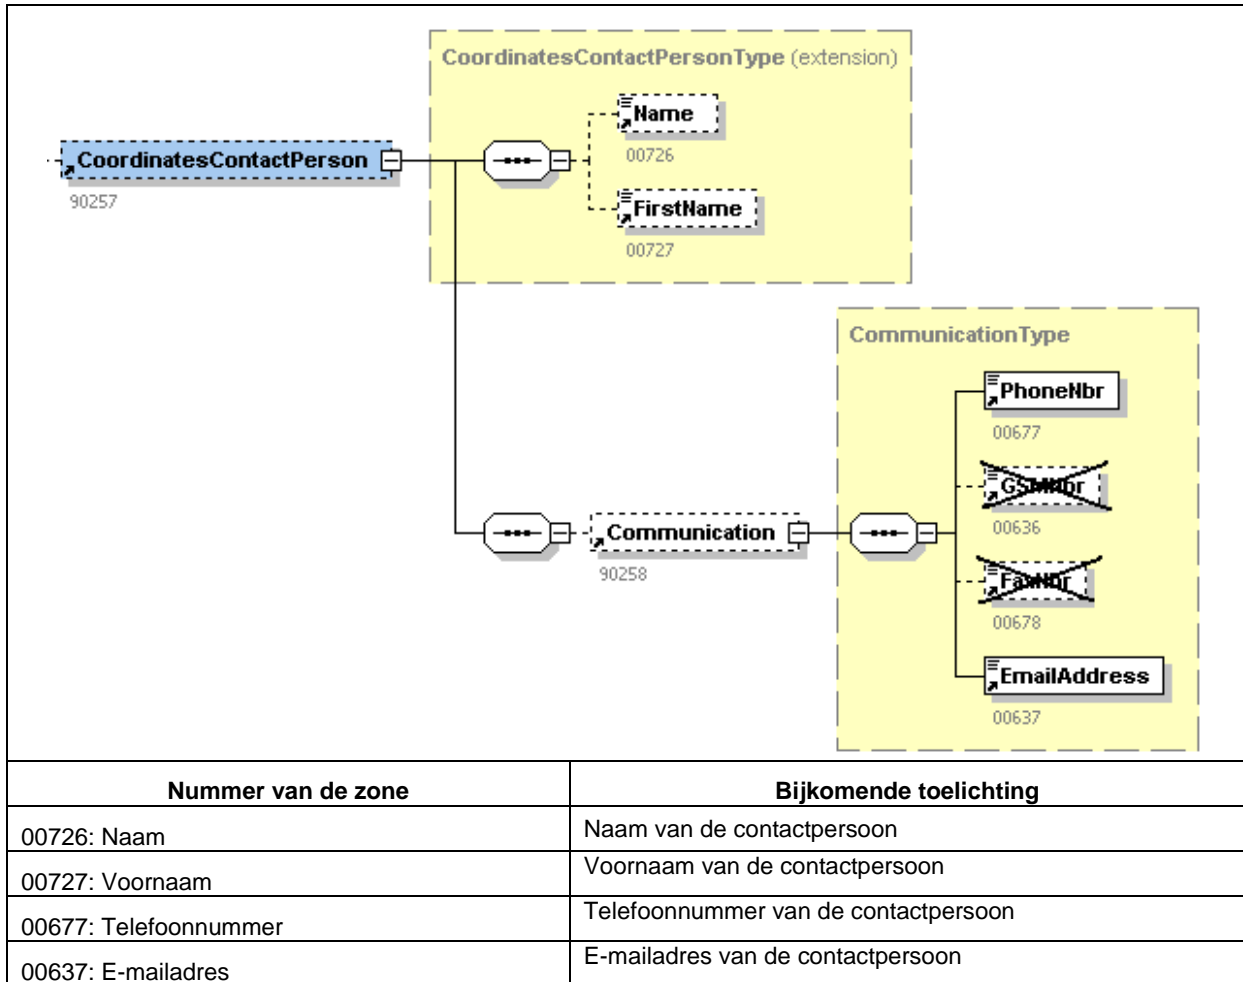 CoordinatesContactPersonType (extension)
Name
00726
CoordinatesContactPerson
90257
FirstName
00727
CommunicationType
PhoneNbr
00677
GSMNbr
00636
Communication
90258
FaxNbr
00678
EmailAddress
00637
Nummer van de zone Bijkomende toelichting
00726: Naam Naam van de contactpersoon
00727: Voornaam Voornaam van de contactpersoon
00677: Telefoonnummer Telefoonnummer van de contactpersoon
00637: E-mailadres E-mailadres van de contactpersoon